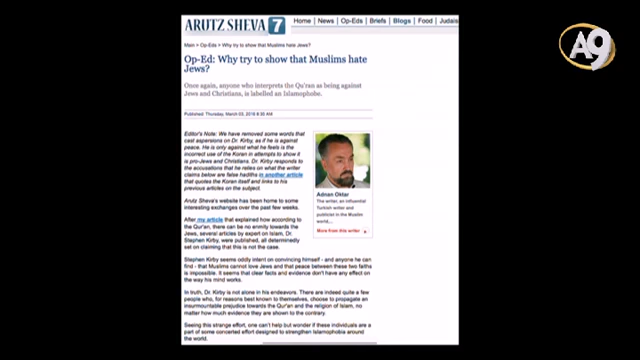 ARUTZ SHEVA 7
Home | News | Op-Eds | Briefs | Blogs | Food | Judais
A9
Main > Op-Eds > Why try to show that Muslims hate Jews?
Op-Ed: Why try to show that Muslims hate
Jews?
Once again, anyone who interprets the Qu'ran as being against
Jews and Christians, is labelled an Islamophobe.
Published: Thursday, March 03, 2016 8:30 AM
Editor's Note: We have removed some words that
cast aspersions on Dr. Kirby, as if he is against
peace. He is only against what he feels is the
incorrect use of the Koran in attempts to show it
is pro-Jews and Christians. Dr. Kirby responds to
the accusations that he relies on what the writer
claims below are false hadiths in another article
that quotes the Koran itself and links to his
previous articles on the subject.
Arutz Sheva's website has been home to some
interesting exchanges over the past few weeks.
After my article that explained how according to
the Qur'an, there can be no enmity towards the
Jews, several articles by expert on Islam, Dr.
Stephen Kirby, were published, all determinedly
set on claiming that this is not the case.
Adnan Oktar
The writer, an influential
Turkish writer and
publicist in the Muslim
world,...
More from this writer
Stephen Kirby seems oddly intent on convincing himself - and anyone he can
find - that Muslims cannot love Jews and that peace between these two faiths
is impossible. It seems that clear facts and evidence don't have any effect on
the way his mind works.
In truth, Dr. Kirby is not alone in his endeavors. There are indeed quite a few
people who, for reasons best known to themselves, choose to propagate an
insurmountable prejudice towards the Qur'an and the religion of Islam, no
matter how much evidence they are shown to the contrary.
Seeing this strange effort, one can't help but wonder if these individuals are a
part of some concerted effort designed to strengthen Islamophobia around
the world.